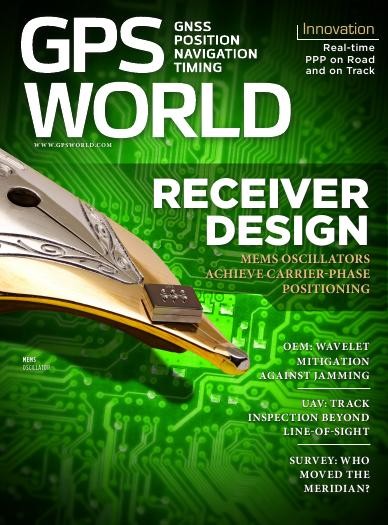 GPS
WORLD
GNSS
POSITION
NAVIGATION
TIMING
Innovation
Real-time
PPP on Road
and on Track
WWW.GPSWORLD.COM
RECEIVER
DESIGN
MEMS OSCILLATORS
ACHIEVE CARRIER-PHASE
POSITIONING
MEMS
OSCILLATOR
OEM: WAVELET
MITIGATION
AGAINST JAMMING
UAV: TRACK
INSPECTION BEYOND
LINE-OF-SIGHT
SURVEY: WHO
MOVED THE
MERIDIAN?